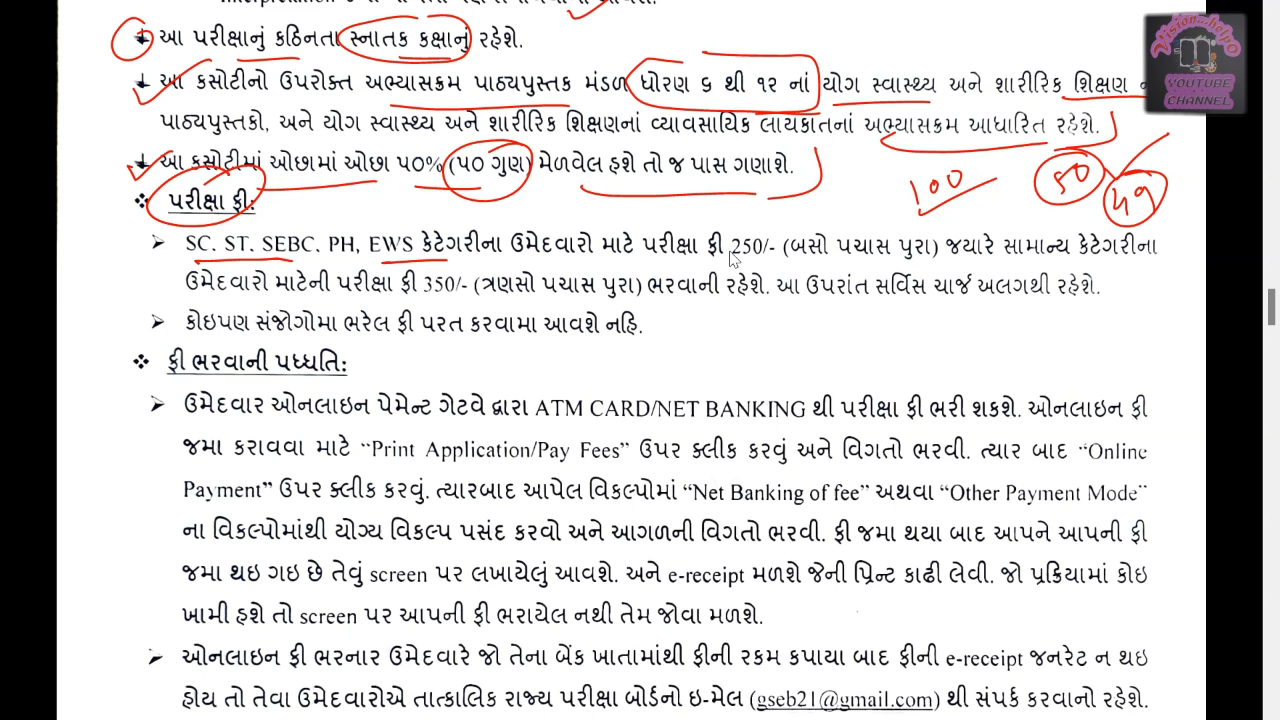 આ પરીક્ષાનું કઠિનતા સ્નાતક કક્ષાનું રહેશે.
આ કસોટીનો ઉપરોક્ત અભ્યાસક્રમ પાઠ્યપુસ્તક મંડળ ધોરણ ૬ થી ૧૨ નાં યોગ સ્વાસ્થ્ય અને શારીરિક શિક્ષણ
પાઠ્યપુસ્તકો, અને યોગ સ્વાસ્થ્ય અને શારીરિક શિક્ષણનાં વ્યાવસાયિક લાયકાતનાં અભ્યાસક્રમ આધારિત રહેશે.
આ કસોટીમાં ઓછામાં ઓછા ૫૦% (૫૦ ગુણ) મેળવેલ હશે તો જ પાસ ગણાશે.
100 50 ૪૯
❖ પરીક્ષા ફી:
➢ SC. ST. SEBC. PH, EWS કેટેગરીના ઉમેદવારો માટે પરીક્ષા ફી 250/- (બસો પચાસ પુરા) જયારે સામાન્ય કેટેગરીના
ઉમેદવારો માટેની પરીક્ષા ફી 350/- (ત્રણસો પચાસ પુરા) ભરવાની રહેશે. આ ઉપરાંત સર્વિસ ચાર્જ અલગથી રહેશે.
➢ કોઇપણ સંજોગોમા ભરેલ ફી પરત કરવામા આવશે નહિ.
❖ ફી ભરવાની પધ્ધતિ:
➢ ઉમેદવાર ઓનલાઇન પેમેન્ટ ગેટવે દ્વારા ATM CARD/NET BANKING થી પરીક્ષા ફી ભરી શકશે. ઓનલાઇન ફી
જમા કરાવવા માટે “Print Application/Pay Fees” ઉપર ક્લીક કરવું અને વિગતો ભરવી. ત્યાર બાદ “Online
Payment” ઉપર ક્લીક કરવું. ત્યારબાદ આપેલ વિકલ્પોમાં “Net Banking of fee” અથવા “Other Payment Mode”
ના વિકલ્પોમાંથી યોગ્ય વિકલ્પ પસંદ કરવો અને આગળની વિગતો ભરવી. ફી જમા થયા બાદ આપને આપની ફી
જમા થઇ ગઇ છે તેવું screen પર લખાયેલું આવશે. અને e-receipt મળશે જેની પ્રિન્ટ કાઢી લેવી. જો પ્રક્રિયામાં કોઇ
ખામી હશે તો screen પર આપની ફી ભરાયેલ નથી તેમ જોવા મળશે.
➢ ઓનલાઇન ફી ભરનાર ઉમેદવારે જો તેના બેંક ખાતામાંથી ફીની રકમ કપાયા બાદ ફીની e-receipt જનરેટ ન થઇ
હોય તો તેવા ઉમેદવારોએ તાત્કાલિક રાજ્ય પરીક્ષા બોર્ડનો ઇ-મેલ (gseb21@gmail.com) થી સંપર્ક કરવાનો રહેશે.
YOUTUBE
CHANNEL